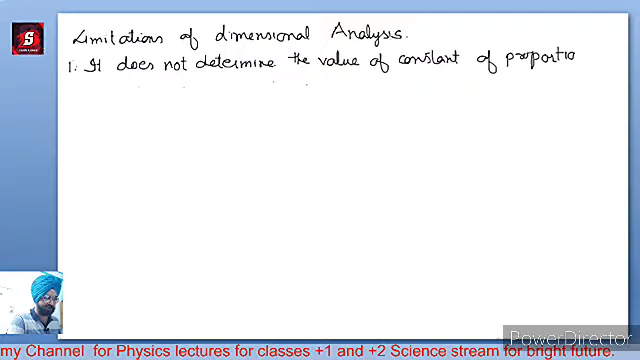 Limitations of dimensional Analysis.
1. It does not determine the value of constant of proportio
PowerDirector
my Channel for Physics lectures for classes +1 and +2 Science stream for bright future.